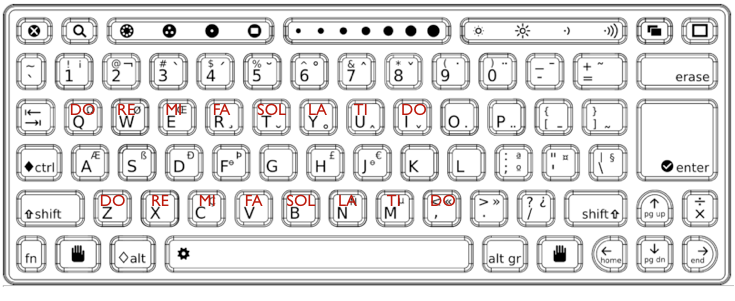 ~ ` ! ¡ 1 @ ¬ 2 # ` 3 $ ´ 4 % ˘ 5 ^ ° 6 & ˄ 7 * ˅ 8 ( · 9 ) ¨ 0 _ - + ~ = erase
DO RE MI FA SOL LA TI DO
Q W E R T Y U I O . P .. { [ } ] ~
ctrl A Æ S ß D Ð F Þ G H £ J € K L : ; " ' ¤ | § \ enter
DO RE MI FA SOL LA TI DO
shift Z X C V B N M , > » . ? ¿ / shift pg up ÷ ×
fn alt alt gr home pg dn end